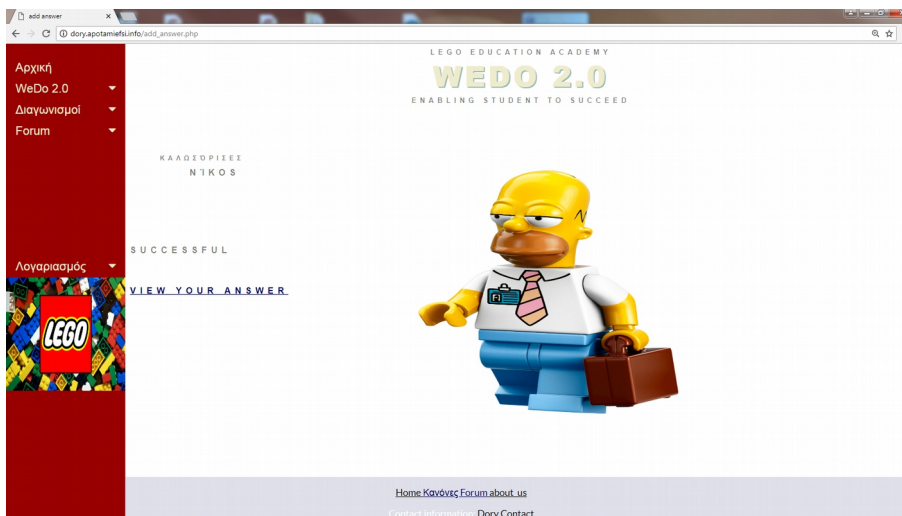 add answer
dory.apotamiefsi.info/add_answer.php
LEGO EDUCATION ACADEMY
WEDO 2.0
ENABLING STUDENT TO SUCCEED
Αρχική
WeDo 2.0
Διαγωνισμοί
Forum
ΚΑΛΩΣΌΡΙΣΕΣ
ΝΊΚΟΣ
SUCCESSFUL
VIEW YOUR ANSWER
Λογαριασμός
LEGO
Home Κανόνες Forum about us
Contact information: Dory Contact